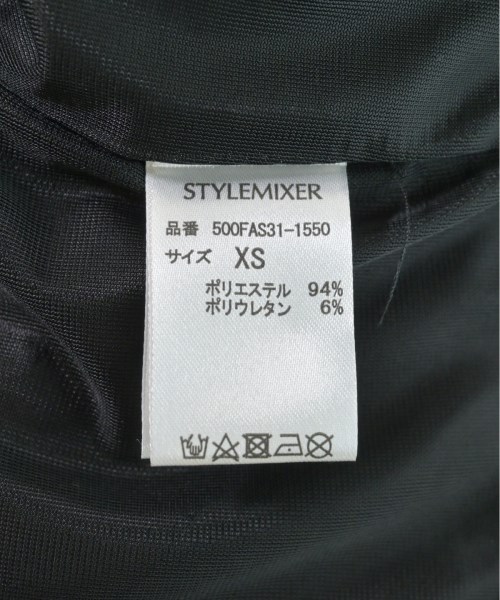 STYLEMIXER
品番 500FAS31-1550
サイズ XS
ポリエステル 94%
ポリウレタン 6%